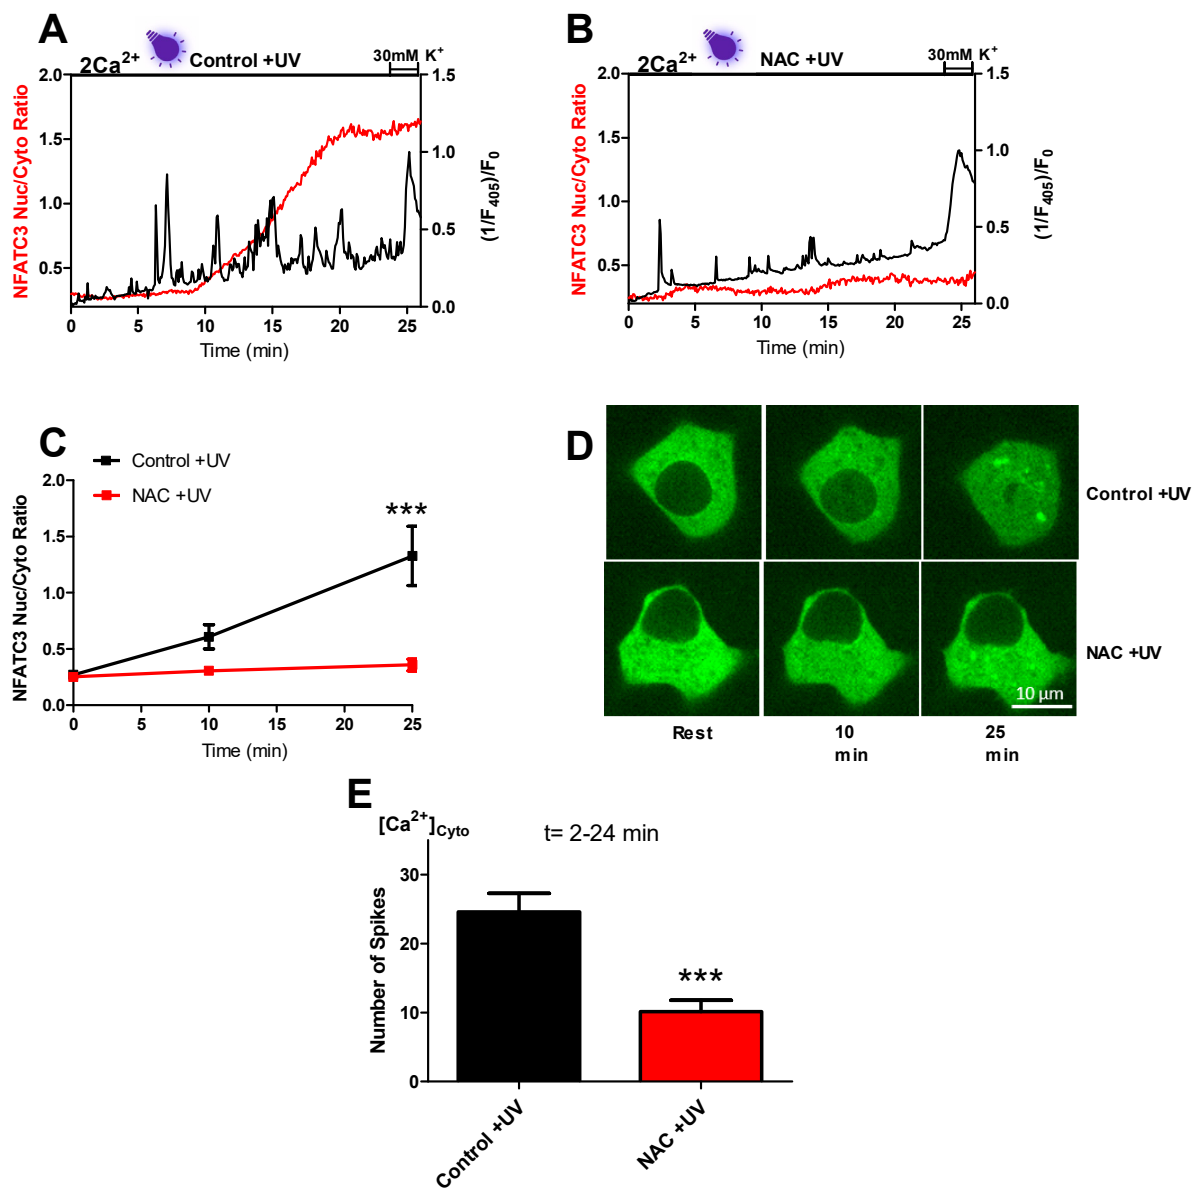 A
2Ca2+ Control +UV
30mM K+
NFATC3 Nuc/Cyto Ratio
2.0
1.5
1.0
0.5
1.5
1.0
0.5
0.0
(1/F405)/F0
0 5 10 15 20 25
Time (min)
B
2Ca2+ NAC +UV
30mM K+
NFATC3 Nuc/Cyto Ratio
2.0
1.5
1.0
0.5
1.5
1.0
0.5
0.0
(1/F405)/F0
0 5 10 15 20 25
Time (min)
C
Control +UV
NAC +UV
NFATC3 Nuc/Cyto Ratio
2.0
1.5
1.0
0.5
0.0
***
0 5 10 15 20 25
Time (min)
D
Control +UV
NAC +UV
10 µm
Rest 10 25
min min
E
[Ca2+]Cyto t= 2-24 min
Number of Spikes
30
20
10
0
***
Control +UV
NAC +UV